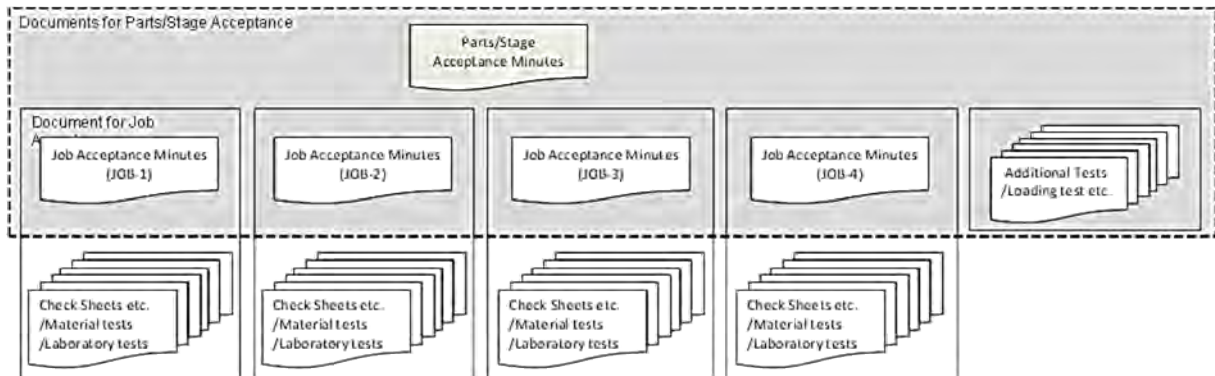 Documents for Parts/Stage Acceptance
Parts/Stage
Acceptance Minutes
Document for Job
Job Acceptance Minutes
(JOB-1)
Job Acceptance Minutes
(JOB-2)
Job Acceptance Minutes
(JOB-3)
Job Acceptance Minutes
(JOB-4)
Additional Tests
/Loading test etc.
Check Sheets etc.
/Material tests
/Laboratory tests
Check Sheets etc.
/Material tests
/Laboratory tests
Check Sheets etc.
/Material tests
/Laboratory tests
Check Sheets etc.
/Material tests
/Laboratory tests